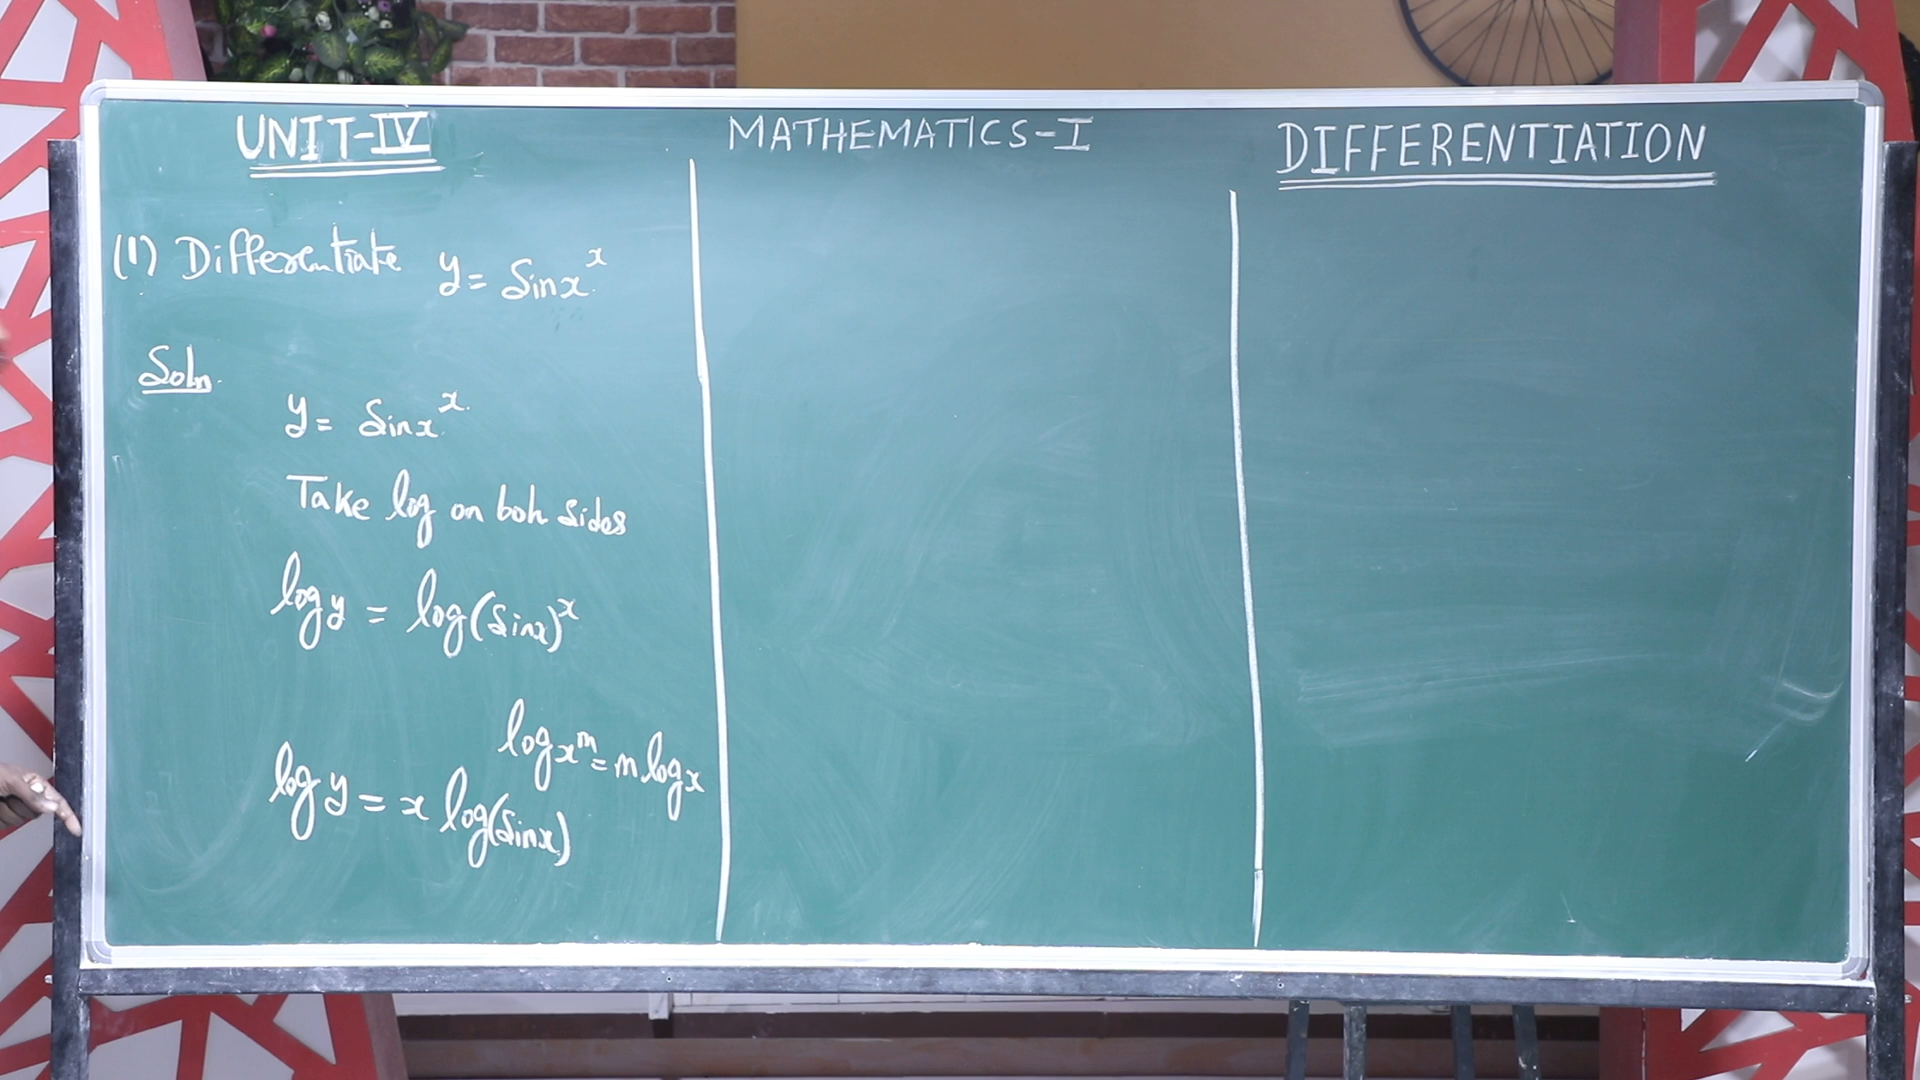 UNIT-IV
MATHEMATICS-I
DIFFERENTIATION
(1) Differentiate y = Sinx^x
Soln.
y = Sinx^x
Take log on boh sides
log y = log(Sinx)^x
log x^m = m log x
log y = x log(Sinx)